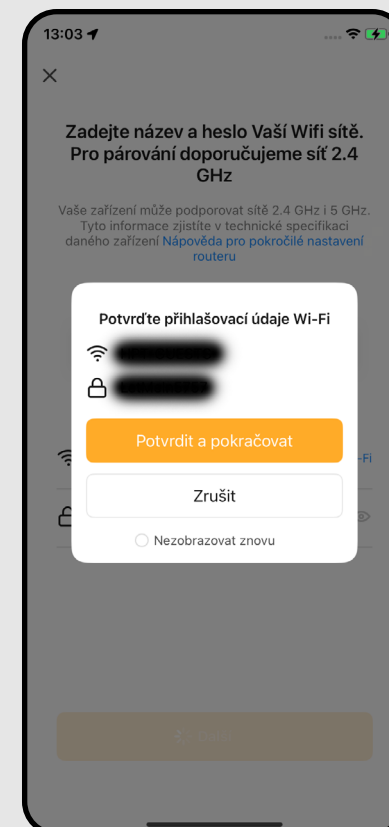 13:03
Zadejte název a heslo Vaší Wifi sítě.
Pro párování doporučujeme síť 2.4
GHz
Vaše zařízení může podporovat sítě 2.4 GHz i 5 GHz.
Tyto informace zjistíte v technické specifikaci
daného zařízení Nápověda pro pokročilé nastavení
routeru
Potvrďte přihlašovací údaje Wi-Fi
Potvrdit a pokračovat
-Fi
Zrušit
Nezobrazovat znovu